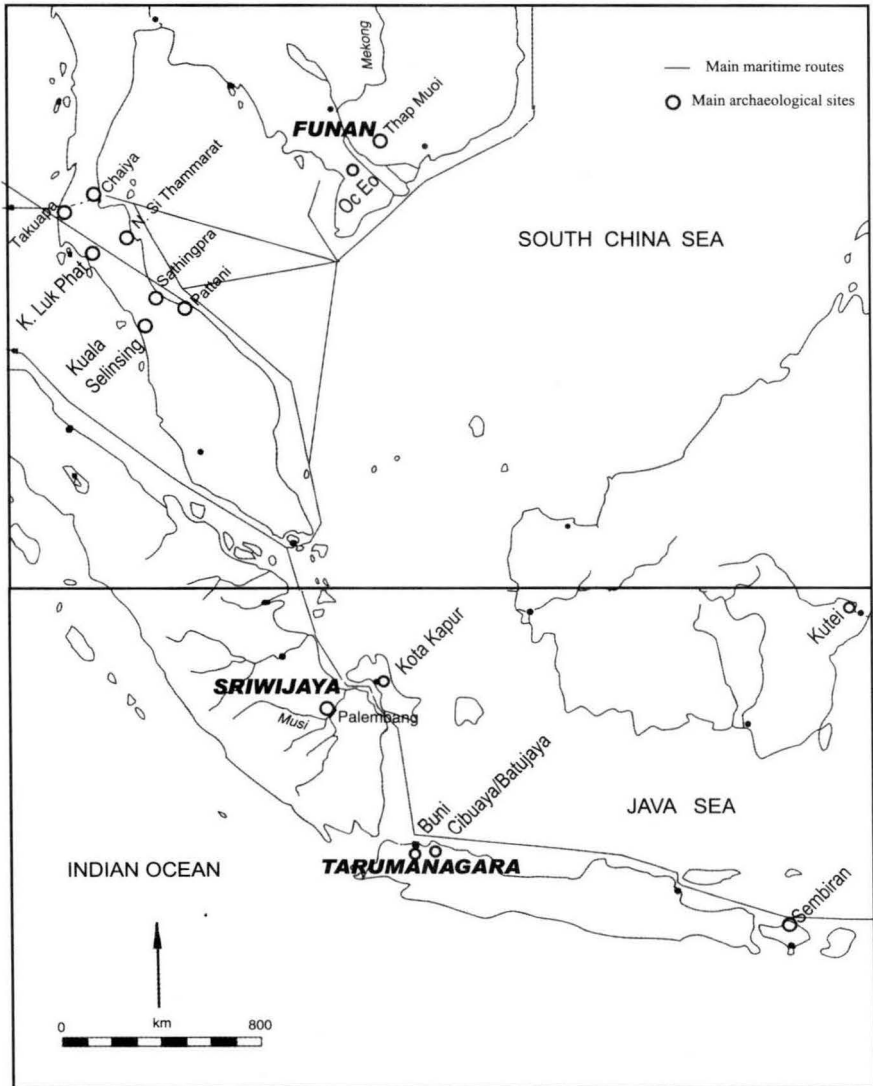 Mekong
Main maritime routes
Main archaeological sites
Thap Muoi
FUNAN
Oc Eo
Chaiya
N. Si Thammarat
Takuapa
SOUTH CHINA SEA
K. Luk Phat
Sathingpra
Pattani
Kuala
Selinsing
Kutei
Kota Kapur
SRIWIJAYA
Musi
Palembang
Buni
Cibuaya/Batujaya
JAVA SEA
INDIAN OCEAN
TARUMANAGARA
Sembiran
0 km 800